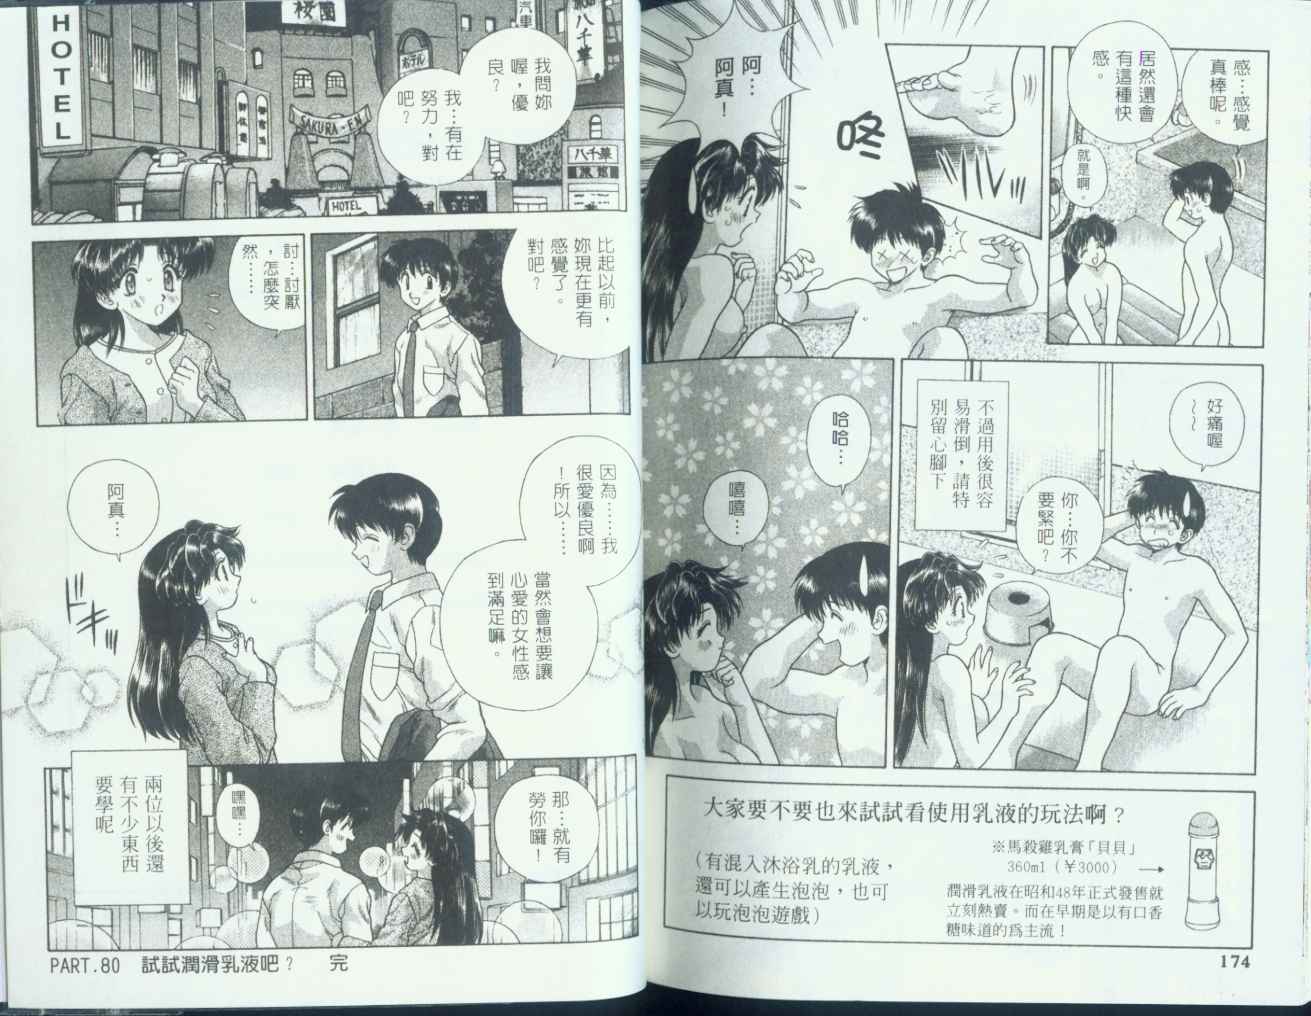 感…感覺
真棒呢。
居然還會
有這種快
感。
就是啊。
咚
阿…
阿真！
好痛喔
～～
你…你不
要緊吧？
不過用後很容
易滑倒，請特
別留心腳下
哈哈…
嘻嘻…
大家要不要也來試試看使用乳液的玩法啊？
（有混入沐浴乳的乳液，
還可以產生泡泡，也可
以玩泡泡遊戲）
※馬殺雞乳膏「貝貝」
360ml（￥3000）
潤滑乳液在昭和48年正式發售就
立刻熱賣。而在早期是以有口香
糖味道的為主流！
174
HOTEL
桜園
汽車
八千華
ホテル
SAKURA-EN
八千華
HOTEL
我問妳
喔，優
良？
我…有在
努力，對
吧？
比起以前，
妳現在更有
感覺了。
對吧？
討…討厭
，怎麼突
然……
因為……我
很愛優良啊
！所以……
當然會想要讓
心愛的女性感
到滿足嘛。
阿真…
ドキ
那…就有
勞你囉！
嘿嘿…
兩位以後還
有不少東西
要學呢
PART.80 試試潤滑乳液吧？ 完